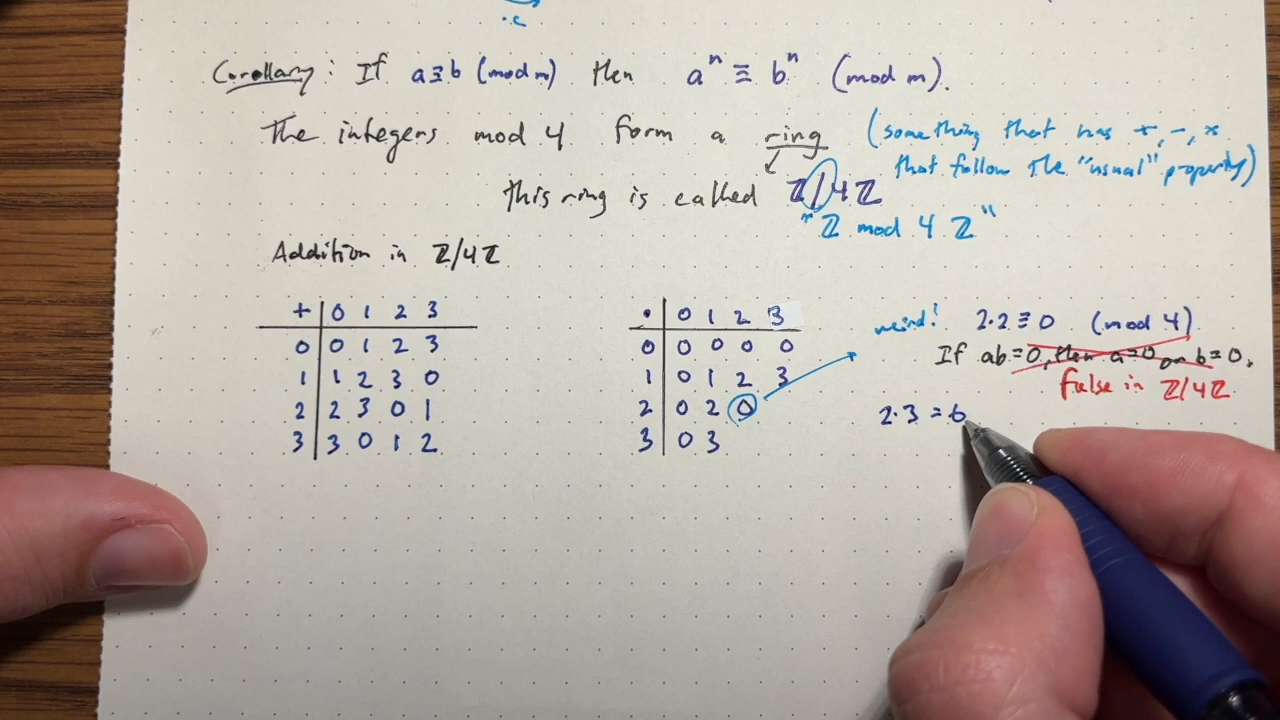 ·c
Corollary: If a≡b (mod m) then aⁿ ≡ bⁿ (mod m).
The integers mod 4 form a ring (something that has +, -, ×
that follow the "usual" property)
this ring is called ℤ/4ℤ
"ℤ mod 4 ℤ"
Addition in ℤ/4ℤ
+ 0 1 2 3
0 0 1 2 3
1 1 2 3 0
2 2 3 0 1
3 3 0 1 2
· 0 1 2 3
0 0 0 0 0
1 0 1 2 3
2 0 2 0
3 0 3
weird! 2·2 ≡ 0 (mod 4)
If ab=0, then a=0 or b=0.
false in ℤ/4ℤ
2·3 = 6